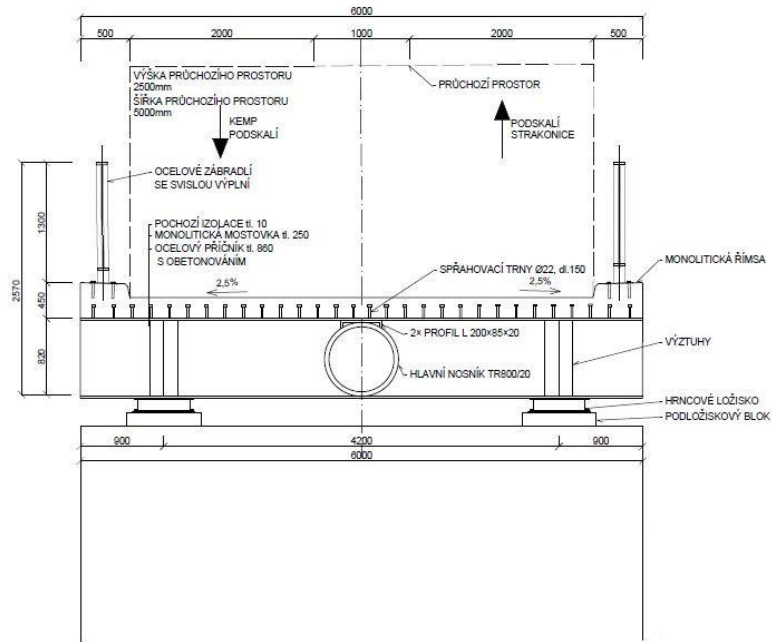 6000
500
2000
1000
2000
500
VÝŠKA PRŮCHOZÍHO PROSTORU
2500mm
ŠÍŘKA PRŮCHOZÍHO PROSTORU
5000mm
PRŮCHOZÍ PROSTOR
KEMP
PODSKALÍ
PODSKALÍ
STRAKONICE
OCELOVÉ ZÁBRADLÍ
SE SVISLOU VÝPLNÍ
1300
2570
450
820
POCHOZÍ IZOLACE tl. 10
MONOLITICKÁ MOSTOVKA tl. 250
OCELOVÝ PŘÍČNÍK tl. 860
S OBETONOVÁNÍM
SPŘAHOVACÍ TRNY Ø22, dl.150
MONOLITICKÁ ŘÍMSA
2,5%
2,5%
2× PROFIL L 200×85×20
VÝZTUHY
HLAVNÍ NOSNÍK TR800/20
HRNCOVÉ LOŽISKO
PODLOŽISKOVÝ BLOK
900
4200
900
6000